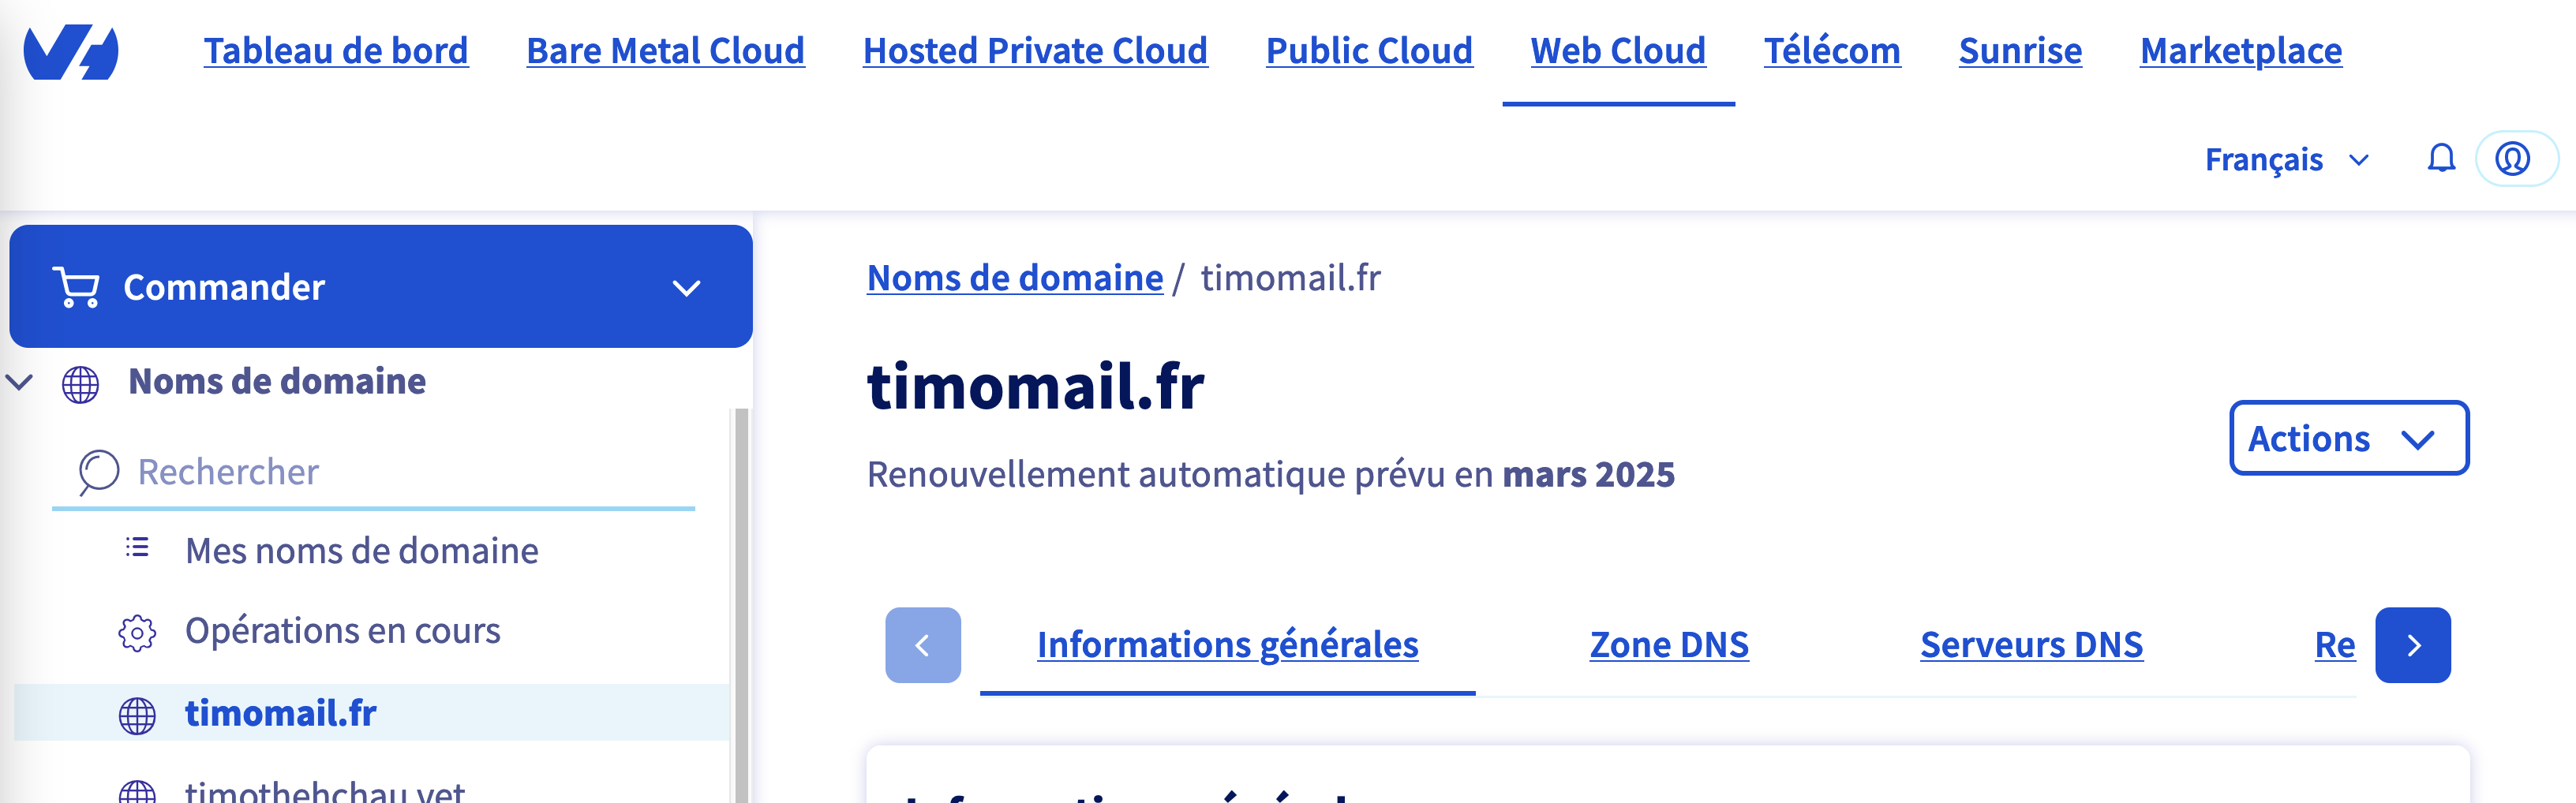 Tableau de bord Bare Metal Cloud Hosted Private Cloud Public Cloud Web Cloud Télécom Sunrise Marketplace
Français
Commander
Noms de domaine
Rechercher
Mes noms de domaine
Opérations en cours
timomail.fr
Noms de domaine / timomail.fr
timomail.fr
Renouvellement automatique prévu en mars 2025
Actions
Informations générales Zone DNS Serveurs DNS Re